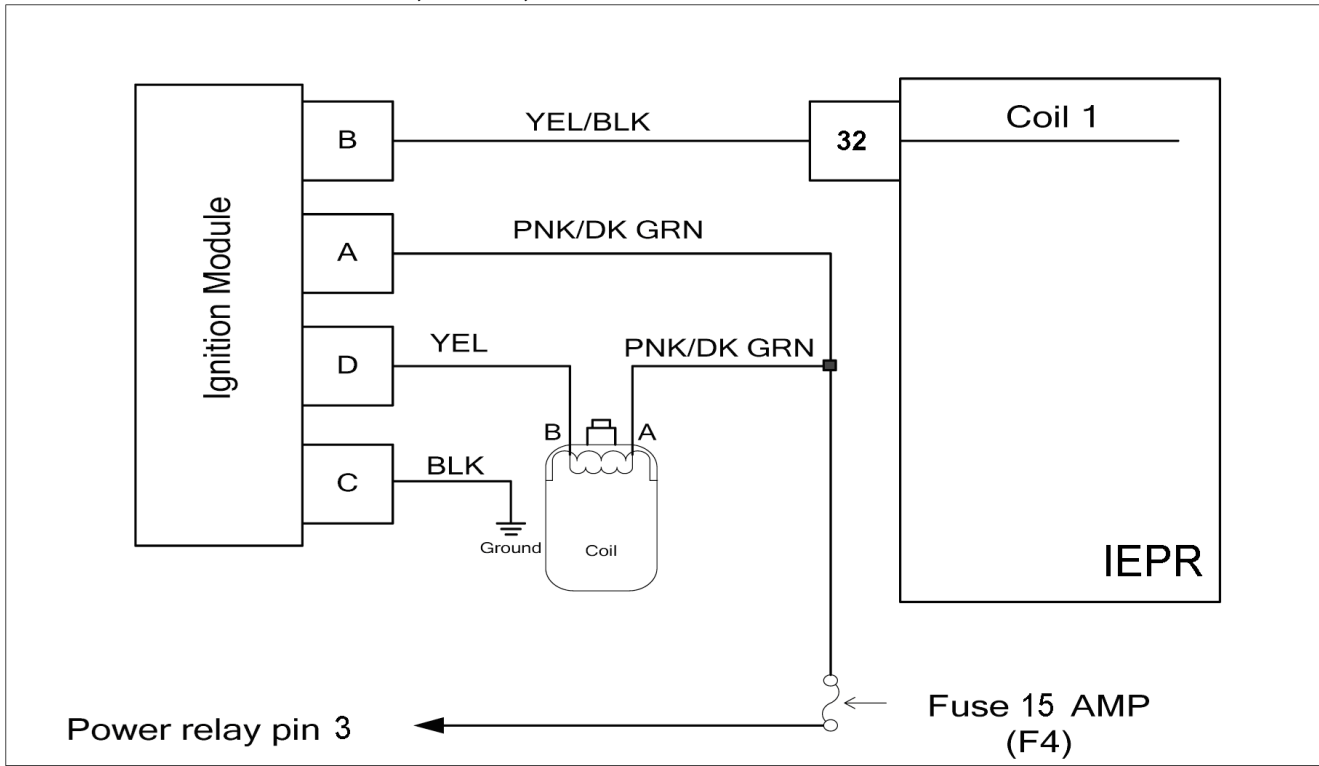 YEL/BLK
B
32
Coil 1
PNK/DK GRN
A
Ignition Module
YEL
PNK/DK GRN
D
B
A
BLK
C
Ground
Coil
IEPR
Fuse 15 AMP
(F4)
Power relay pin 3